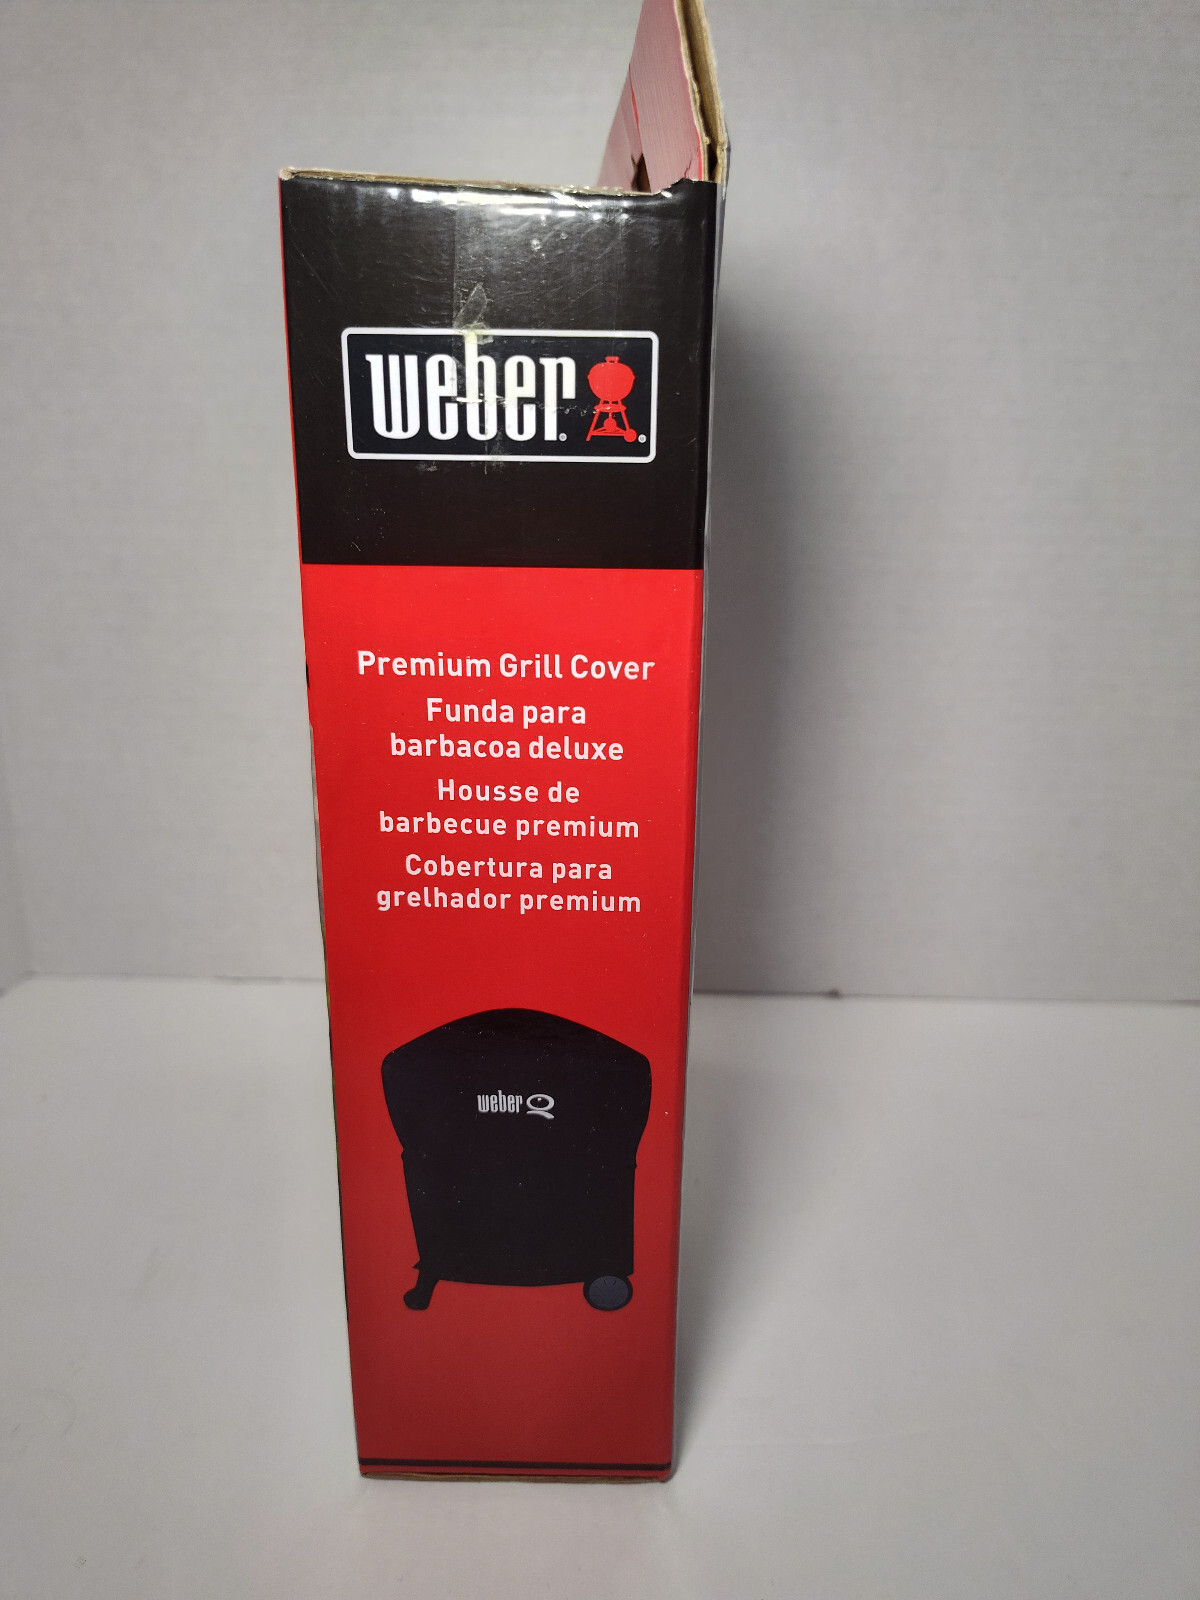 weber
Premium Grill Cover
Funda para
barbacoa deluxe
Housse de
barbecue premium
Cobertura para
grelhador premium
weber Q